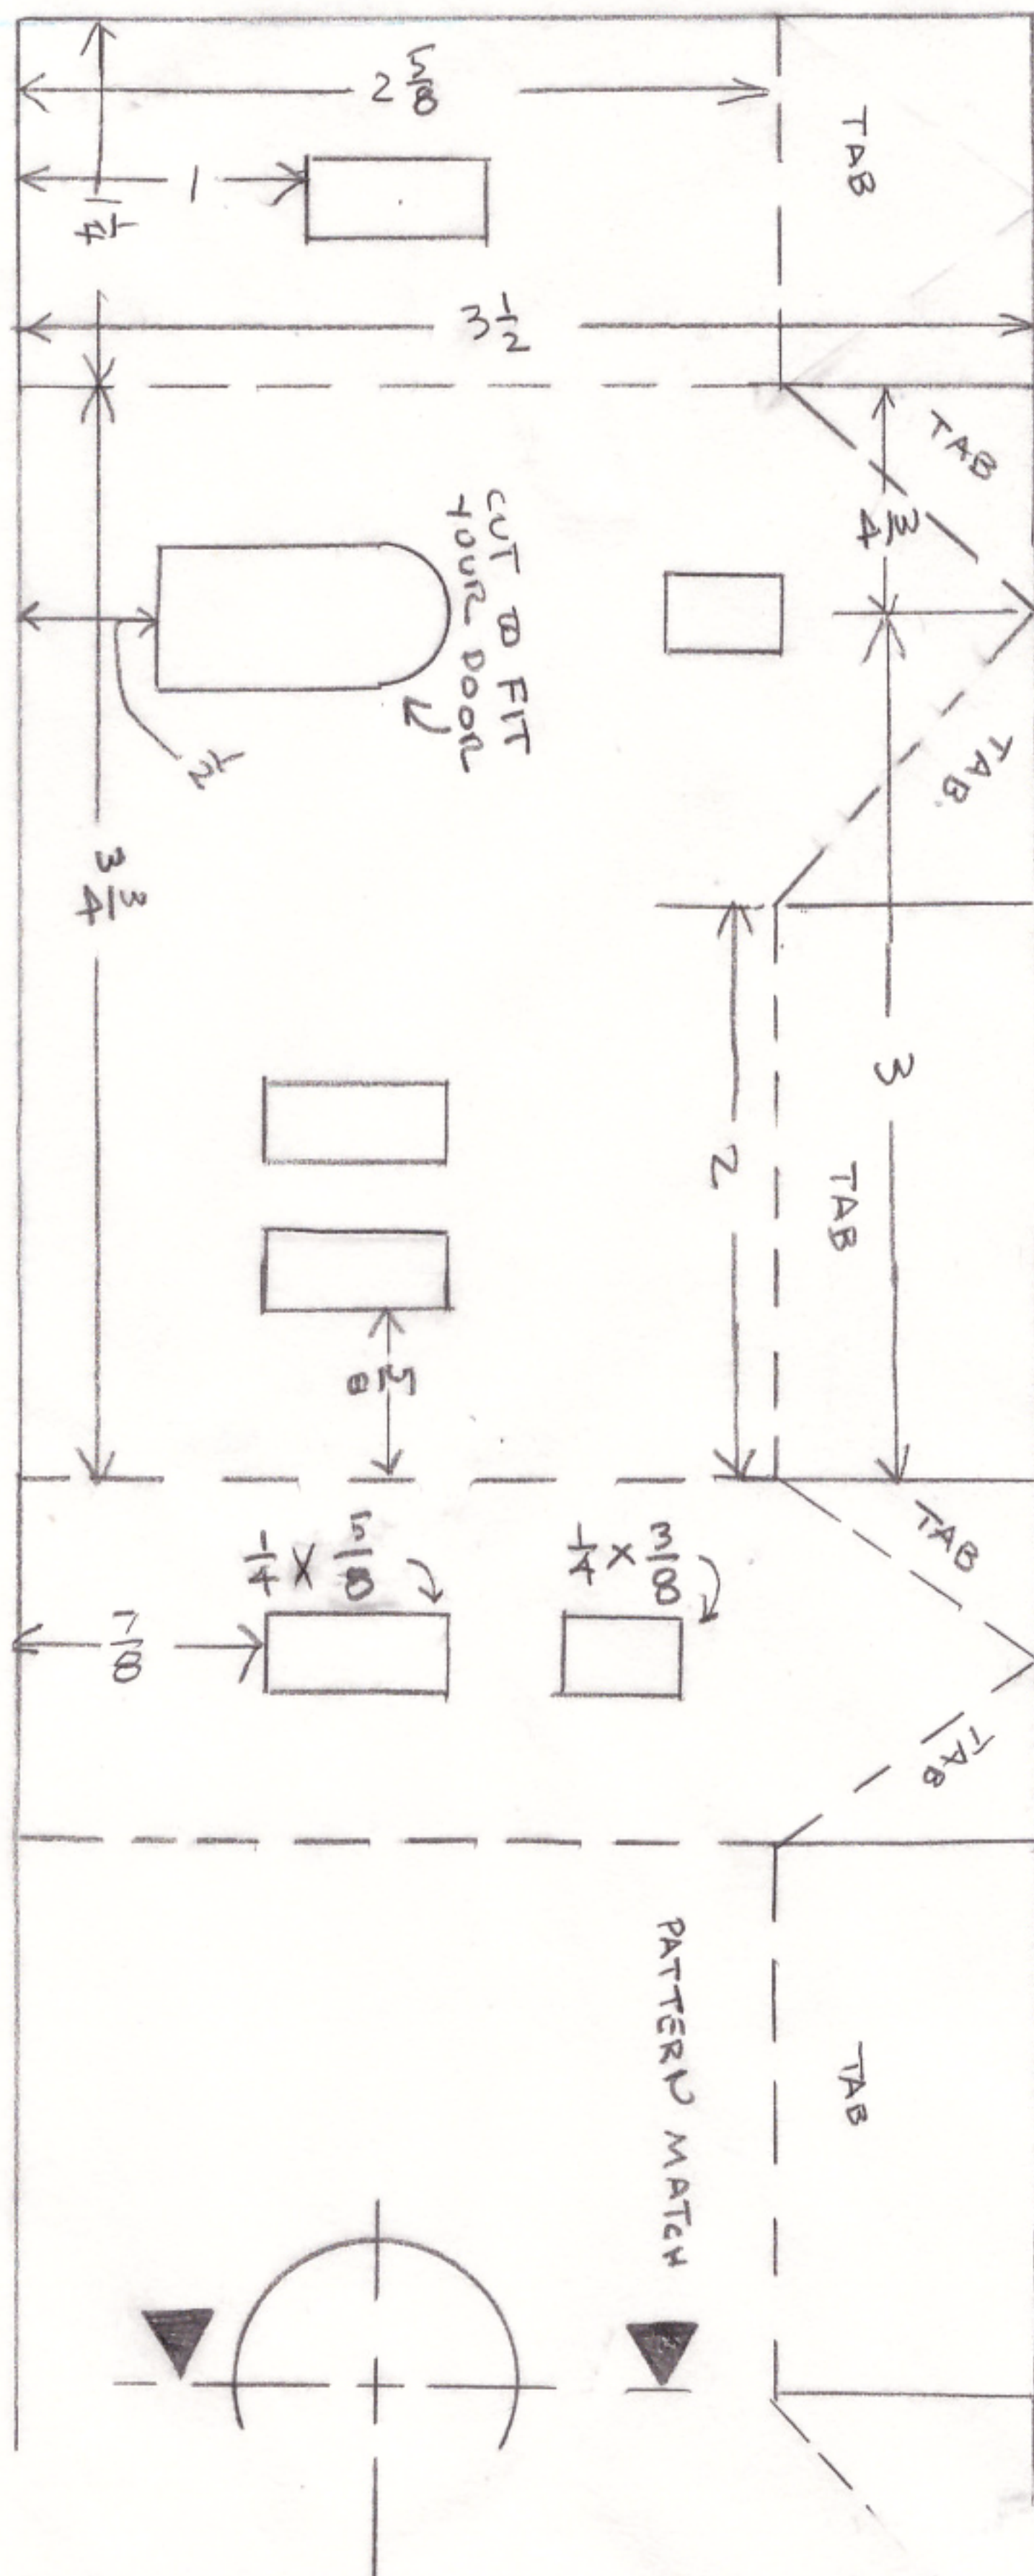 2 5/8
TAB
1
1 1/4
3 1/2
TAB
3/4
CUT TO FIT
YOUR DOOR
1/2
TAB
3 3/4
3
2
TAB
5/8
TAB
1/4 X 5/8
1/4 X 3/8
7/8
TAB
PATTERN MATCH
TAB